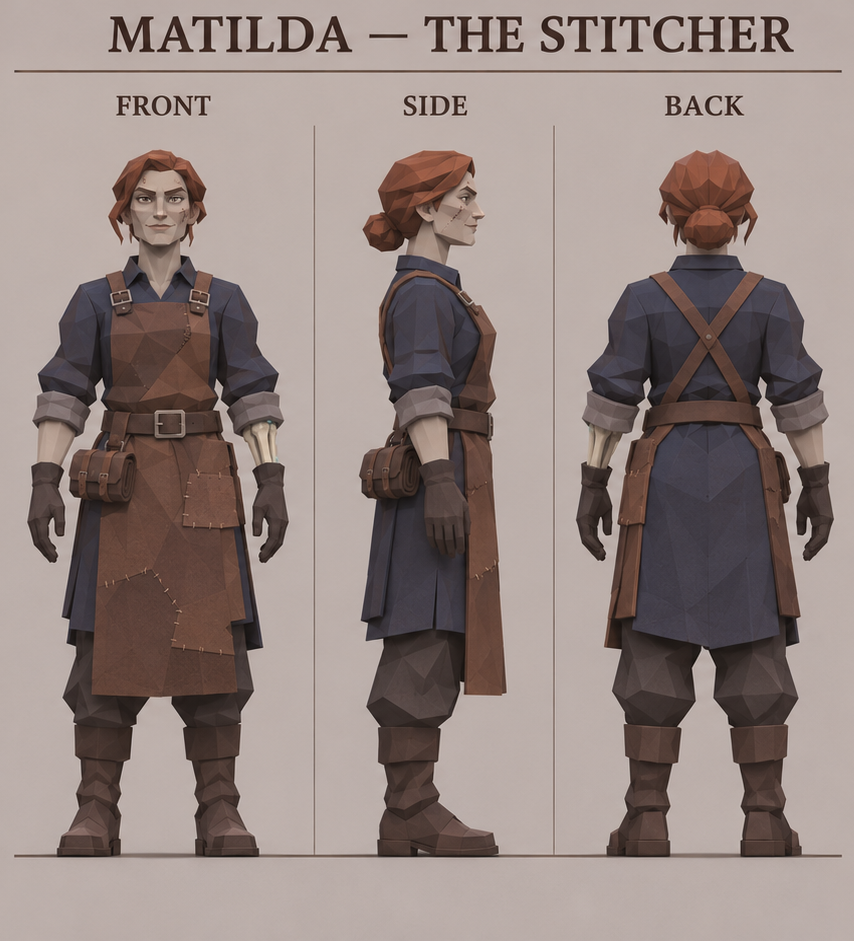 MATILDA — THE STITCHER
FRONT
SIDE
BACK